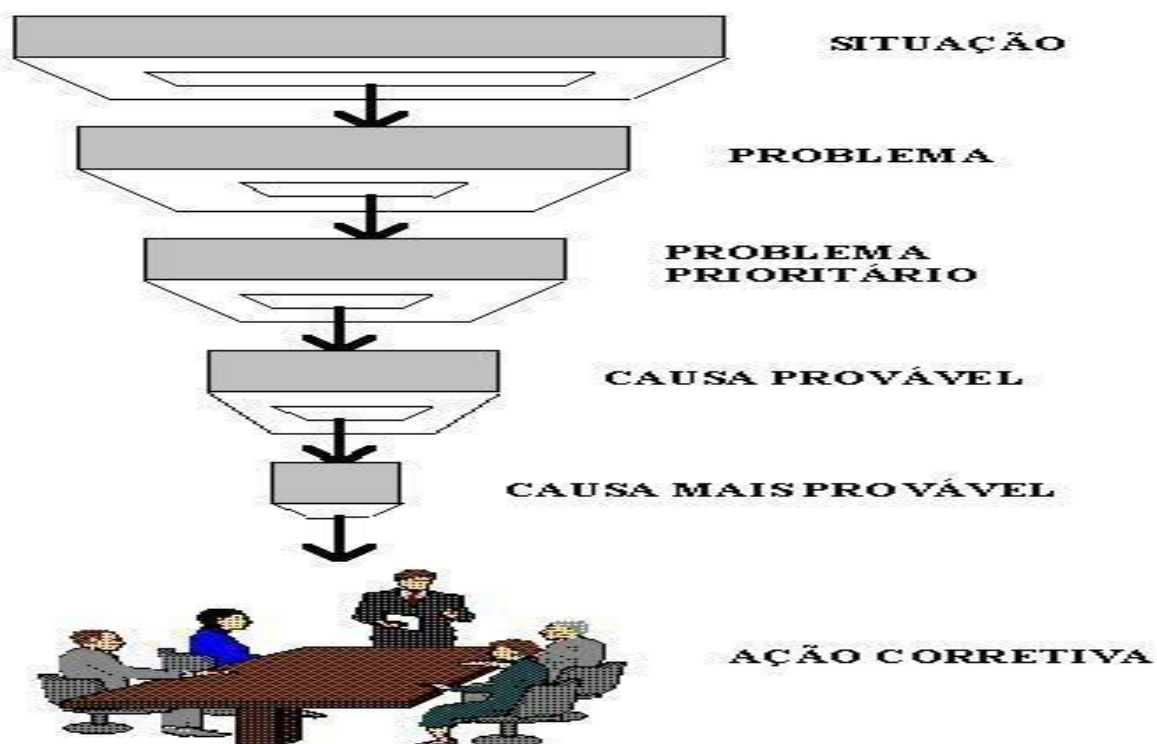 SITUAÇÃO
PROBLEMA
PROBLEMA
PRIORITÁRIO
CAUSA PROVÁVEL
CAUSA MAIS PROVÁVEL
AÇÃO CORRETIVA